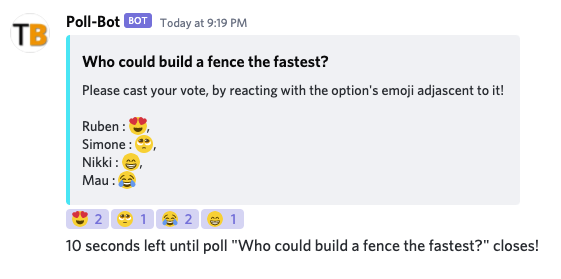 TB
Poll-Bot BOT Today at 9:19 PM
Who could build a fence the fastest?
Please cast your vote, by reacting with the option's emoji adjascent to it!
Ruben : 😍,
Simone : 🙄,
Nikki : 😁,
Mau : 😂
😍 2 🙄 1 😂 2 😁 1
10 seconds left until poll "Who could build a fence the fastest?" closes!